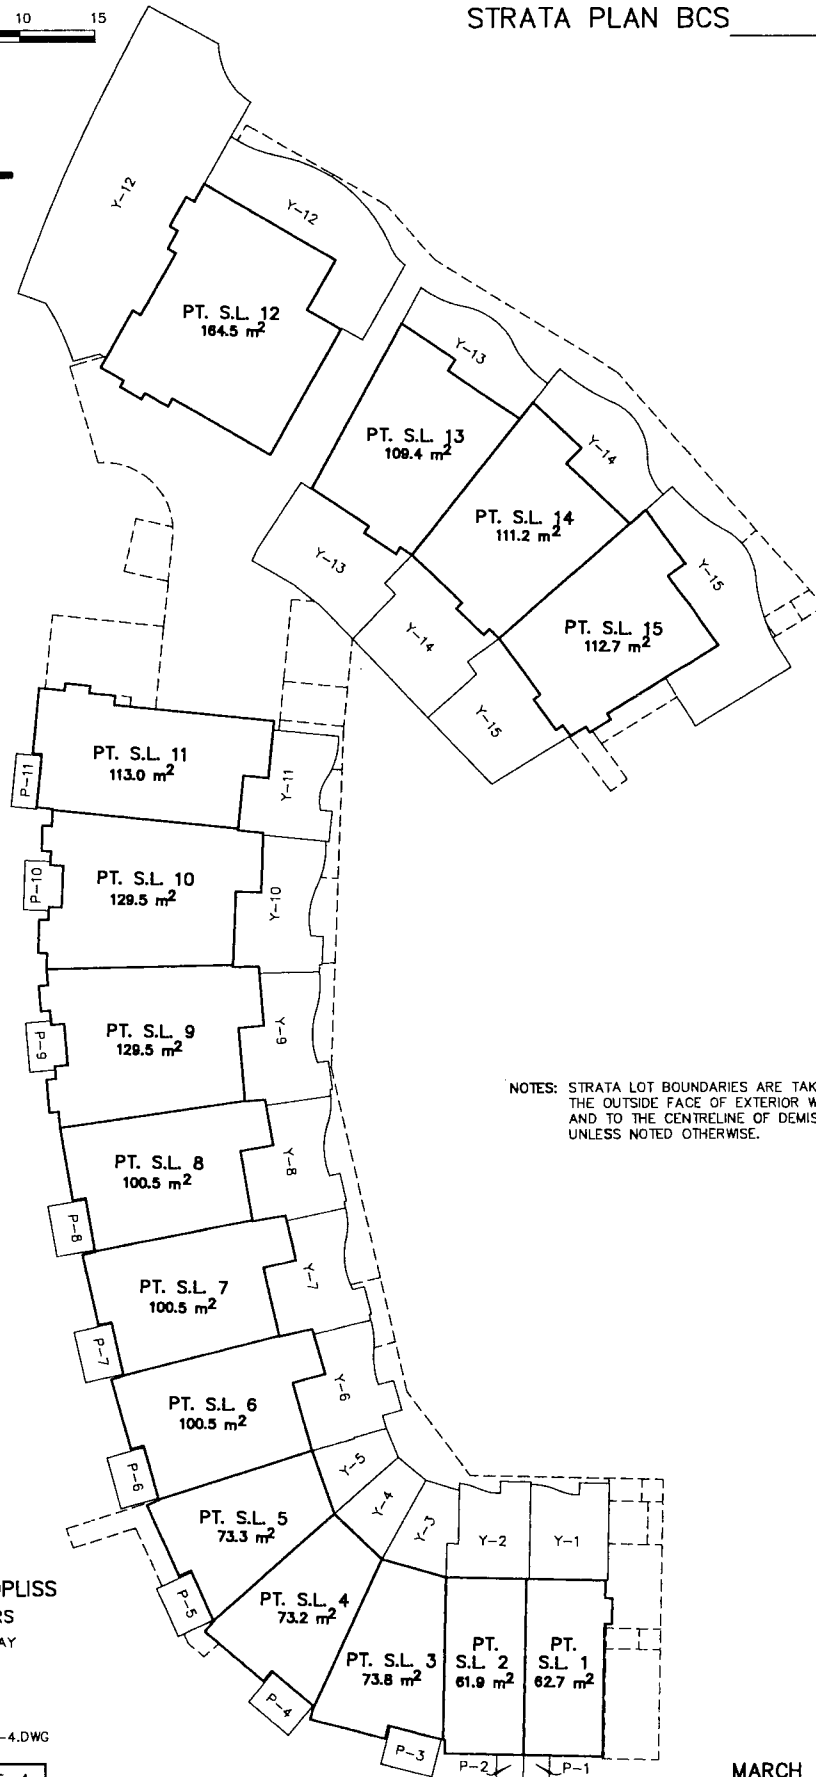 10 15
STRATA PLAN BCS
Y-12
Y-12
PT. S.L. 12
164.5 m²
Y-13
PT. S.L. 13
109.4 m²
Y-14
PT. S.L. 14
111.2 m²
Y-13
Y-15
Y-14
PT. S.L. 15
112.7 m²
Y-15
PT. S.L. 11
113.0 m²
P-11
Y-11
PT. S.L. 10
129.5 m²
P-10
Y-10
PT. S.L. 9
129.5 m²
P-9
Y-9
NOTES: STRATA LOT BOUNDARIES ARE TAK
THE OUTSIDE FACE OF EXTERIOR W
AND TO THE CENTRELINE OF DEMIS
UNLESS NOTED OTHERWISE.
PT. S.L. 8
100.5 m²
Y-8
P-8
PT. S.L. 7
100.5 m²
Y-7
P-7
PT. S.L. 6
100.5 m²
Y-6
P-6
Y-5
PT. S.L. 5
73.3 m²
Y-4
Y-3
Y-2
Y-1
PLISS
RS
AY
P-5
PT. S.L. 4
73.2 m²
PT. S.L. 3
73.8 m²
PT.
S.L. 2
61.9 m²
PT.
S.L. 1
62.7 m²
P-4
P-3
P-2
P-1
-4.DWG
MARCH